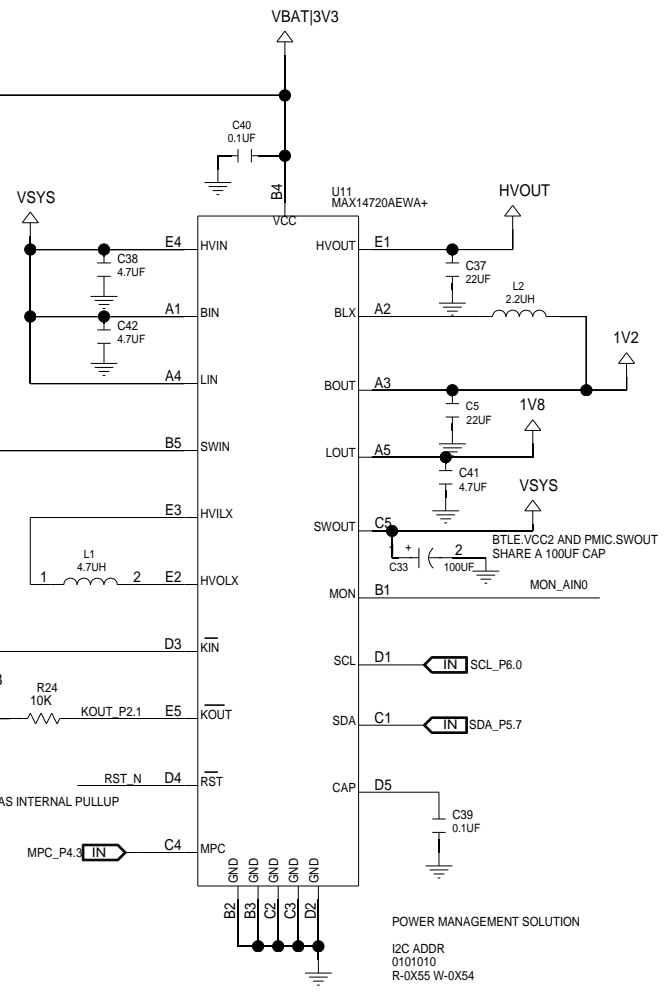 VBAT|3V3
C40
0.1UF
B4
U11
MAX14720AEWA+
VSYS
HVOUT
VCC
E4
HVIN
HVOUT
E1
C38
4.7UF
C37
22UF
L2
2.2UH
A1
BIN
BLX
A2
C42
4.7UF
1V2
A4
LIN
BOUT
A3
C5
22UF
1V8
B5
SWIN
LOUT
A5
C41
4.7UF
VSYS
E3
HVILX
SWOUT
C5
BTLE.VCC2 AND PMIC.SWOUT
SHARE A 100UF CAP
1
+
2
C33
100UF
L1
4.7UH
1
2
E2
HVOLX
MON
B1
MON_AIN0
D3
KIN
SCL
D1
IN
SCL_P6.0
R24
10K
KOUT_P2.1
E5
KOUT
SDA
C1
IN
SDA_P5.7
RST_N
D4
RST
CAP
D5
AS INTERNAL PULLUP
C39
0.1UF
MPC_P4.3
IN
C4
MPC
GND
GND
GND
GND
GND
B2
B3
C2
C3
D2
POWER MANAGEMENT SOLUTION
I2C ADDR
0101010
R-0X55 W-0X54